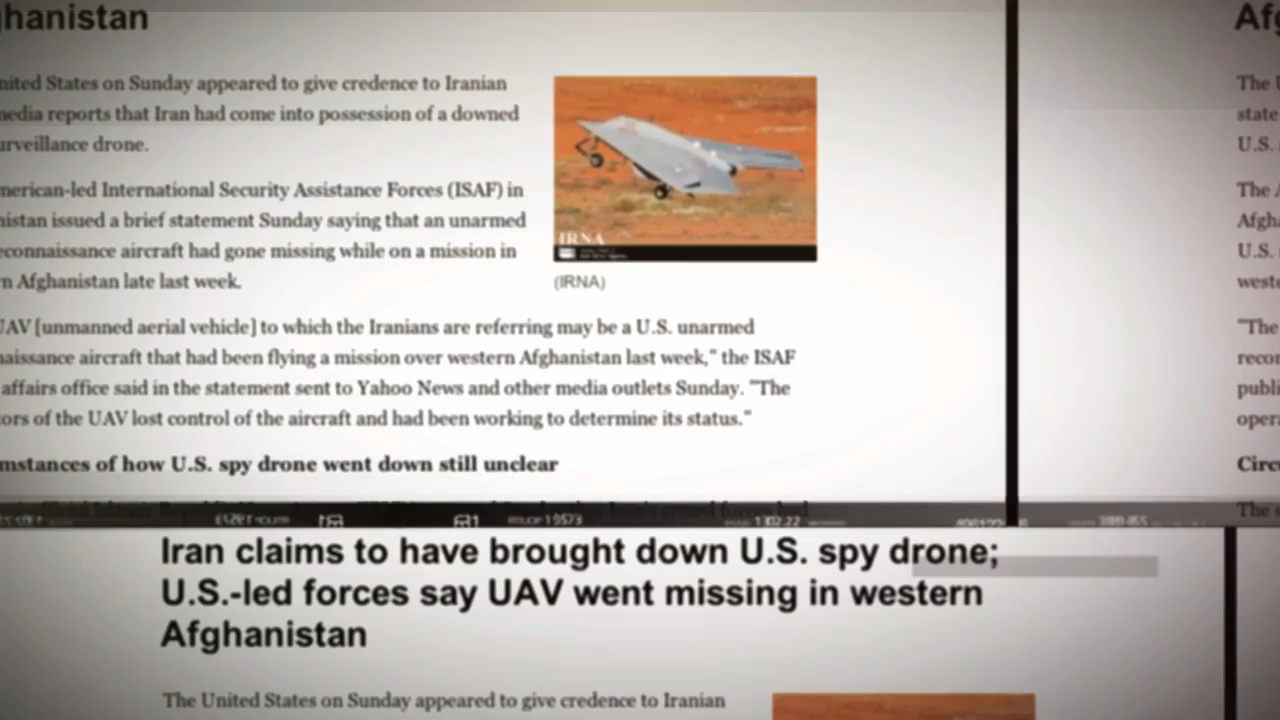 hanistan
nited States on Sunday appeared to give credence to Iranian
nedia reports that Iran had come into possession of a downed
urveillance drone.
merican-led International Security Assistance Forces (ISAF) in
nistan issued a brief statement Sunday saying that an unarmed
econnaissance aircraft had gone missing while on a mission in
n Afghanistan late last week.
IRNA
(IRNA)
UAV [unmanned aerial vehicle] to which the Iranians are referring may be a U.S. unarmed
naissance aircraft that had been flying a mission over western Afghanistan last week," the ISAF
affairs office said in the statement sent to Yahoo News and other media outlets Sunday. "The
tors of the UAV lost control of the aircraft and had been working to determine its status."
mstances of how U.S. spy drone went down still unclear
Afg
The U
state
U.S.
The A
Afgha
U.S.
weste
"The
recon
publi
opera
Circu
The
Iran claims to have brought down U.S. spy drone;
U.S.-led forces say UAV went missing in western
Afghanistan
The United States on Sunday appeared to give credence to Iranian